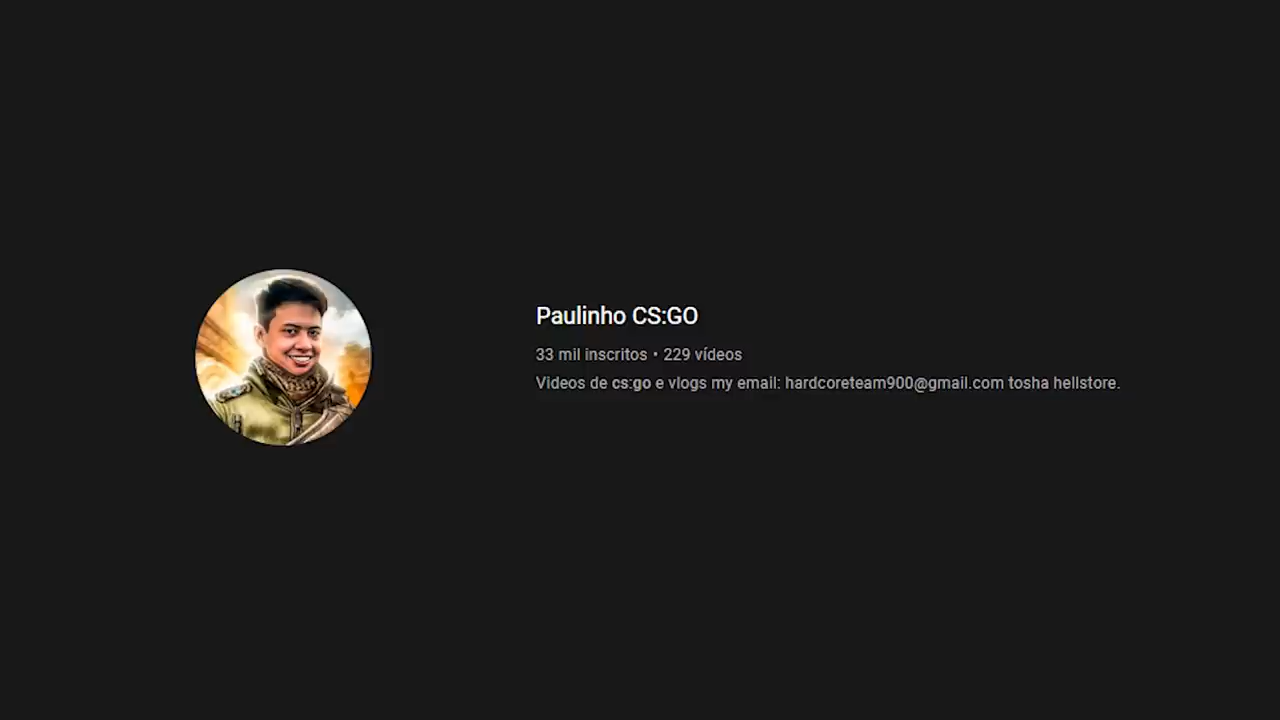 Paulinho CS:GO
33 mil inscritos • 229 vídeos
Videos de cs:go e vlogs my email: hardcoreteam900@gmail.com tosha hellstore.